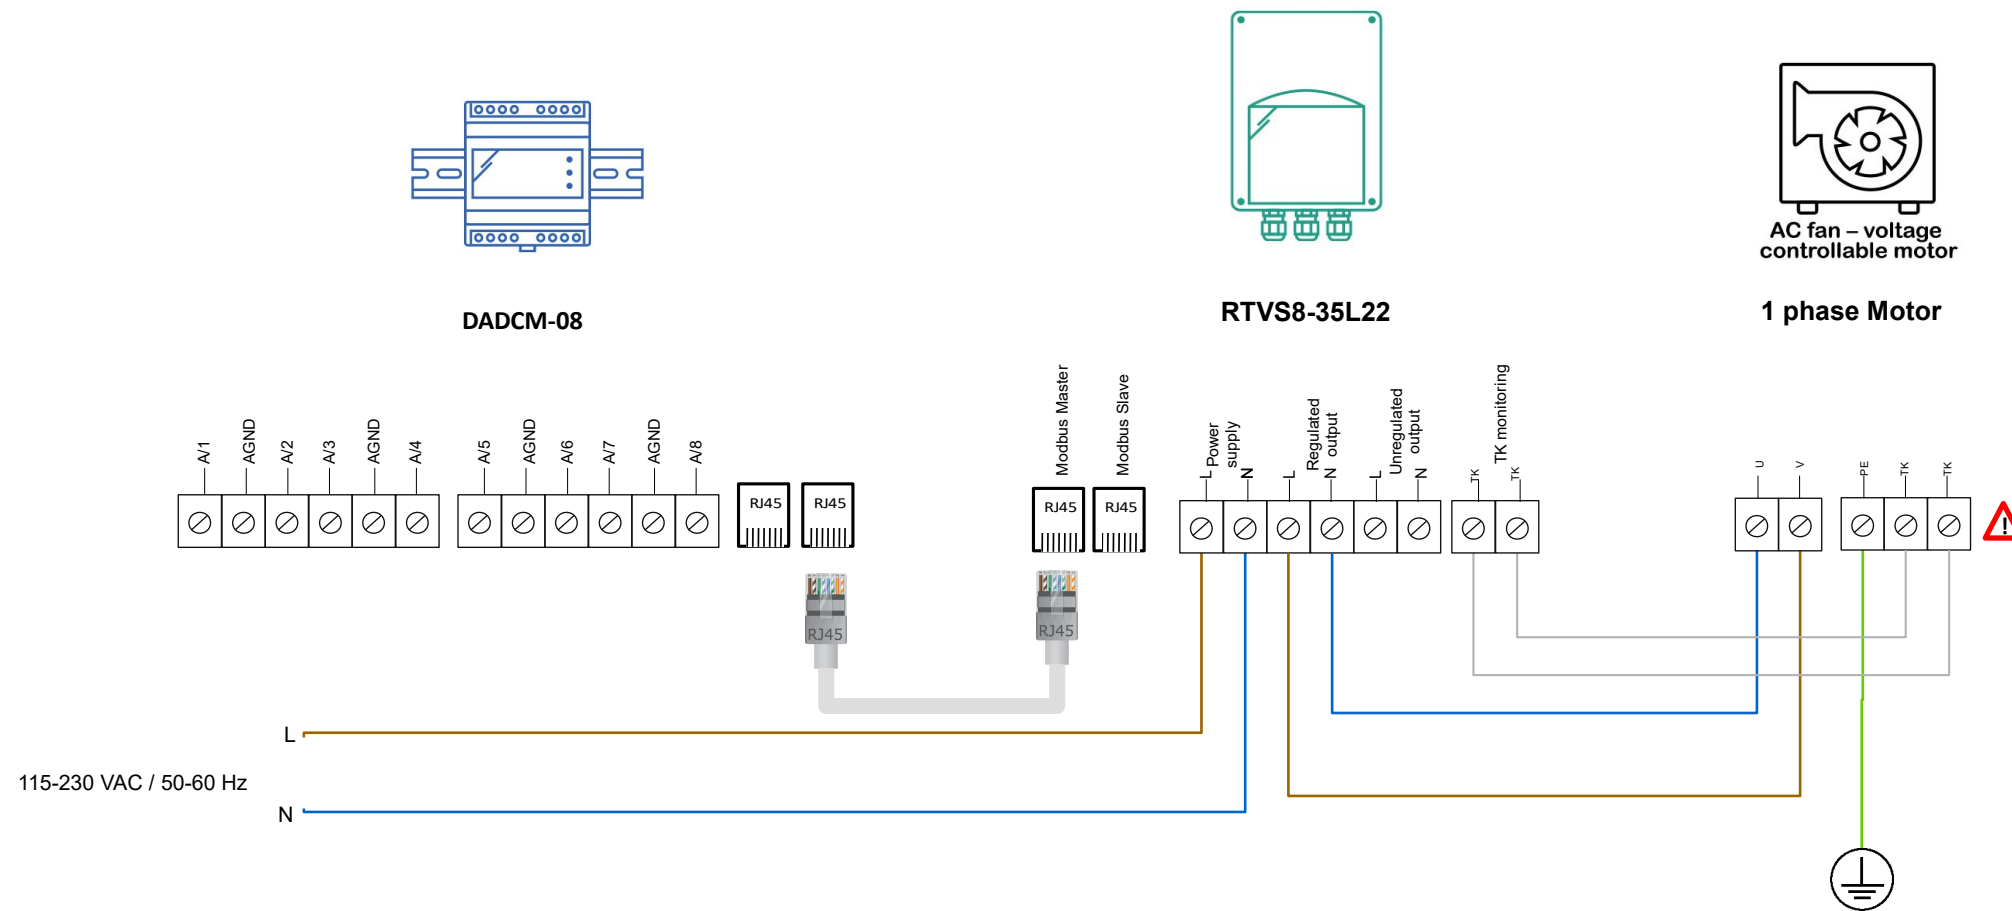 AC fan – voltage
controllable motor
DADCM-08
RTVS8-35L22
1 phase Motor
A/1
AGND
A/2
A/3
AGND
A/4
A/5
AGND
A/6
A/7
AGND
A/8
RJ45
RJ45
Modbus Master
Modbus Slave
RJ45
RJ45
Power
supply
L
N
Regulated
output
L
N
Unregulated
output
L
N
TK monitoring
TK
TK
U
V
PE
TK
TK
!
RJ45
RJ45
L
115-230 VAC / 50-60 Hz
N